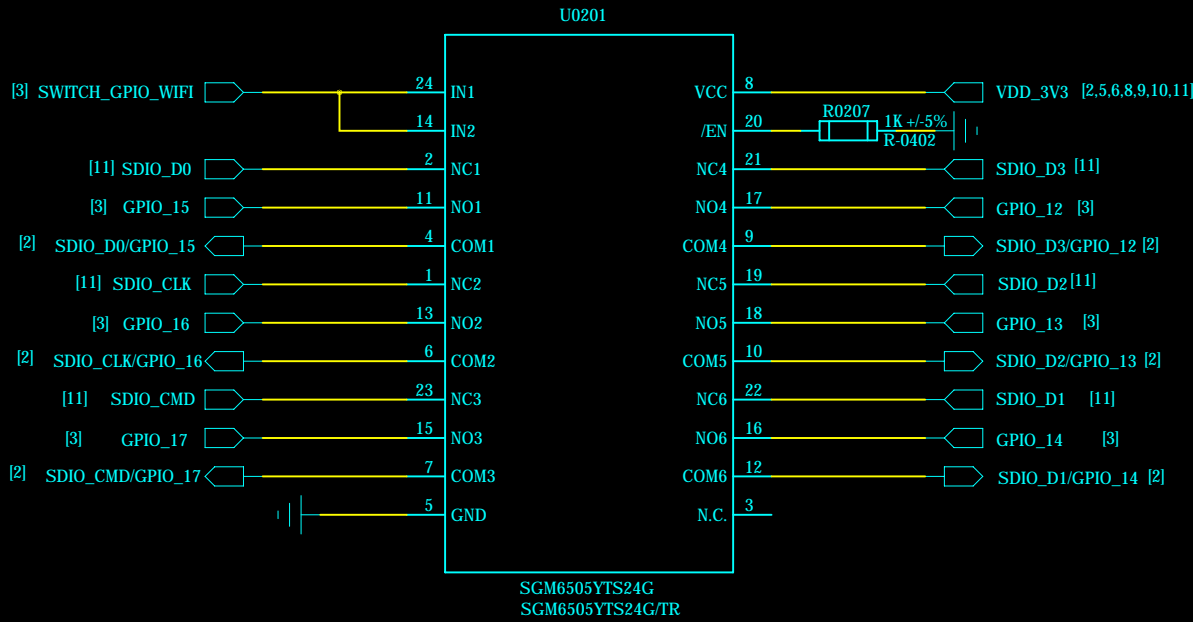 U0201
[3] SWITCH_GPIO_WIFI 24 IN1 VCC 8 VDD_3V3 [2,5,6,8,9,10,11]
R0207
14 IN2 /EN 20 1K +/-5%
R-0402
[11] SDIO_D0 2 NC1 NC4 21 SDIO_D3 [11]
[3] GPIO_15 11 NO1 NO4 17 GPIO_12 [3]
[2] SDIO_D0/GPIO_15 4 COM1 COM4 9 SDIO_D3/GPIO_12 [2]
[11] SDIO_CLK 1 NC2 NC5 19 SDIO_D2 [11]
[3] GPIO_16 13 NO2 NO5 18 GPIO_13 [3]
[2] SDIO_CLK/GPIO_16 6 COM2 COM5 10 SDIO_D2/GPIO_13 [2]
[11] SDIO_CMD 23 NC3 NC6 22 SDIO_D1 [11]
[3] GPIO_17 15 NO3 NO6 16 GPIO_14 [3]
[2] SDIO_CMD/GPIO_17 7 COM3 COM6 12 SDIO_D1/GPIO_14 [2]
5 GND N.C. 3
SGM6505YTS24G
SGM6505YTS24G/TR